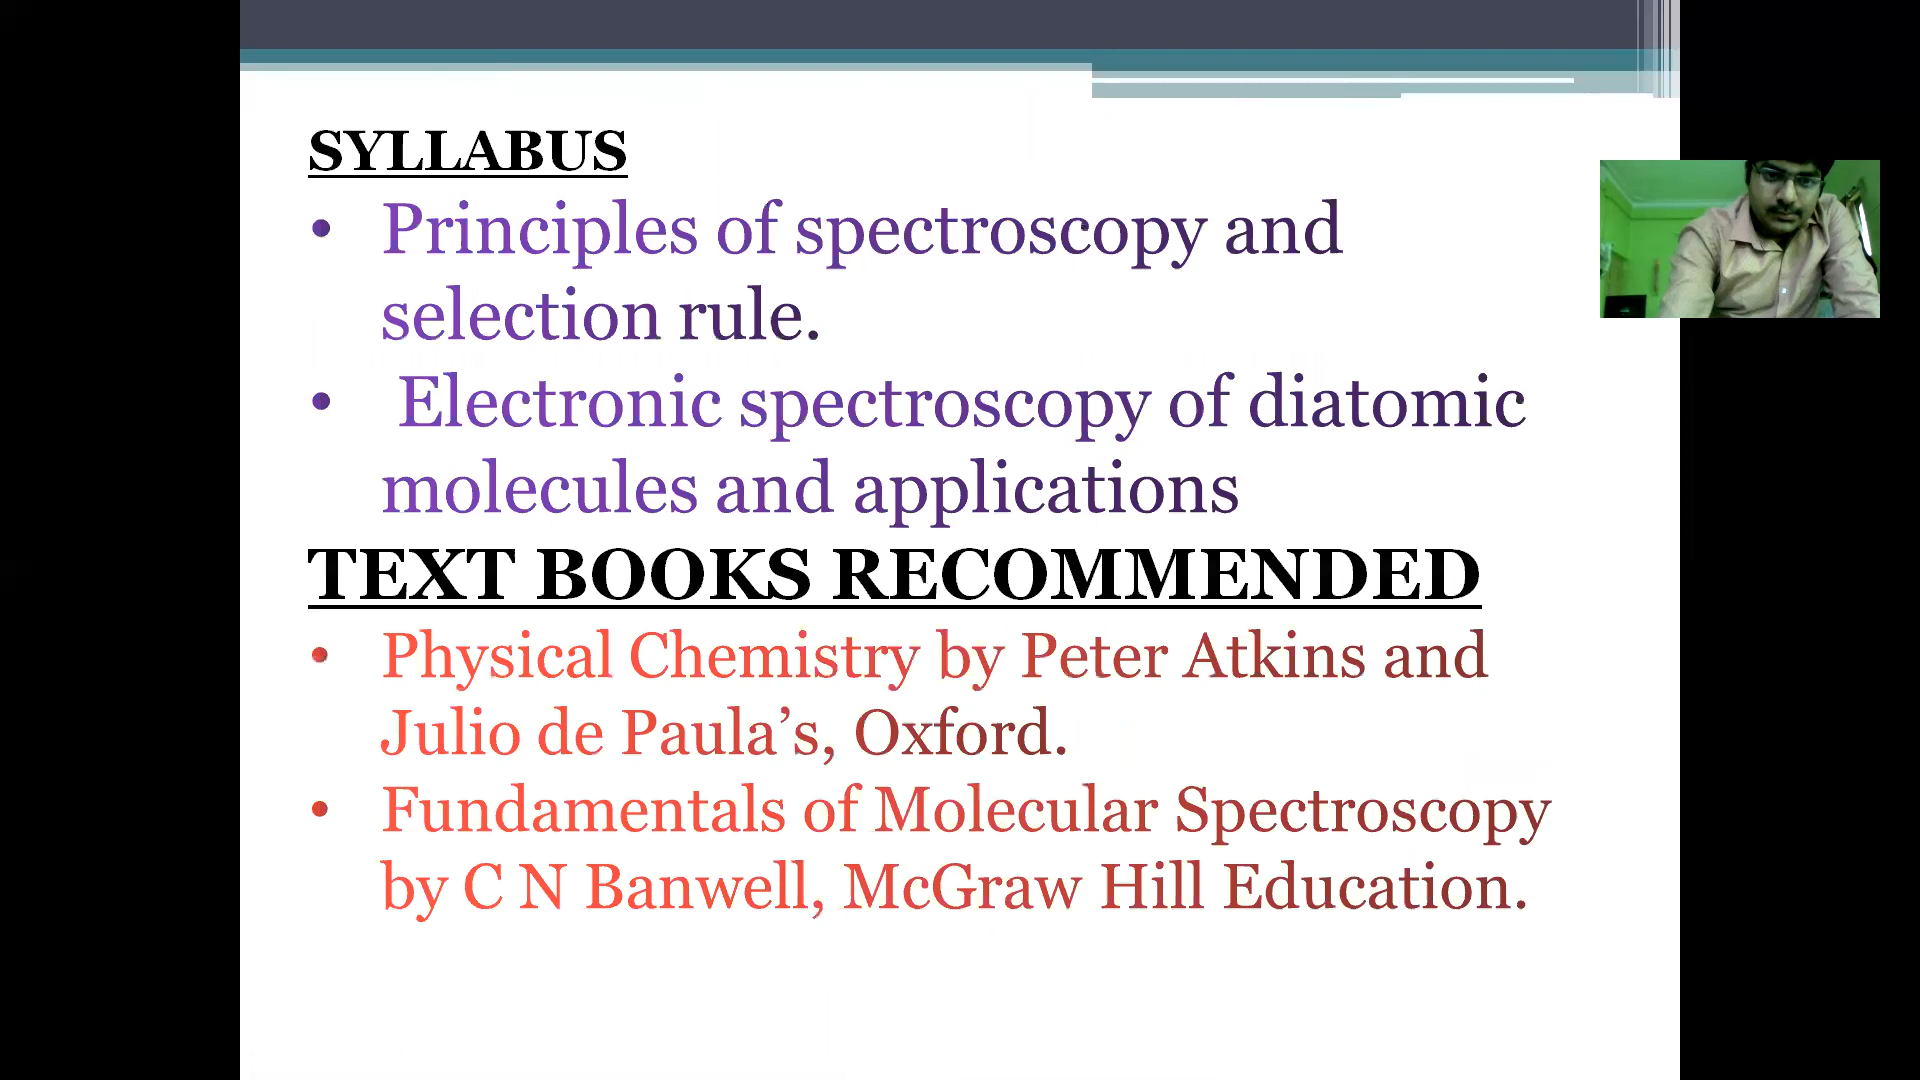 SYLLABUS
• Principles of spectroscopy and
selection rule.
• Electronic spectroscopy of diatomic
molecules and applications
TEXT BOOKS RECOMMENDED
• Physical Chemistry by Peter Atkins and
Julio de Paula’s, Oxford.
• Fundamentals of Molecular Spectroscopy
by C N Banwell, McGraw Hill Education.